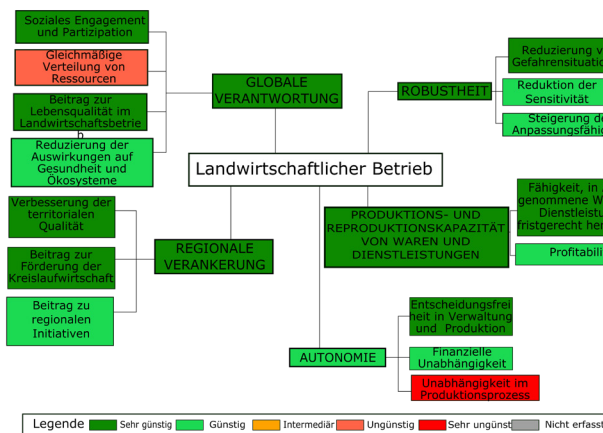 Soziales Engagement
und Partizipation
Gleichmäßige
Verteilung von
Ressourcen
Beitrag zur
Lebensqualität im
Landwirtschaftsbetrie
b
Reduzierung der
Auswirkungen auf
Gesundheit und
Ökosysteme
GLOBALE
VERANTWORTUNG
ROBUSTHEIT
Reduzierung v
Gefahrensituatio
Reduktion der
Sensitivität
Steigerung de
Anpassungsfähig
Landwirtschaftlicher Betrieb
Verbesserung der
territorialen
Qualität
Beitrag zur
Förderung der
Kreislaufwirtschaft
Beitrag zu
regionalen
Initiativen
REGIONALE
VERANKERUNG
PRODUKTIONS- UND
REPRODUKTIONSKAPAZITÄT
VON WAREN UND
DIENSTLEISTUNGEN
Fähigkeit, in
genommene W
Dienstleistu
fristgerecht he
Profitabili
AUTONOMIE
Entscheidungsfrei
heit in Verwaltung
und Produktion
Finanzielle
Unabhängigkeit
Unabhängigkeit im
Produktionsprozess
Legende Sehr günstig Günstig Intermediär Ungünstig Sehr ungünst Nicht erfasst